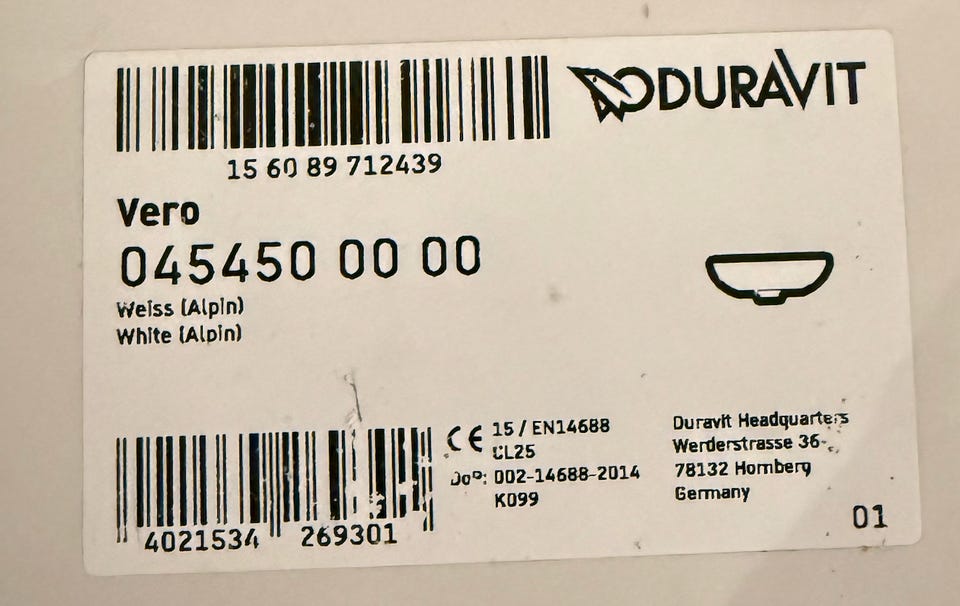 DURAVIT
15 60 89 712439
Vero
045450 00 00
Weiss (Alpin)
White (Alpin)
4021534 269301
CE 15 / EN14688
CL25
DoP: 002-14688-2014
K099
Duravit Headquarters
Werderstrasse 36
78132 Hornberg
Germany
01